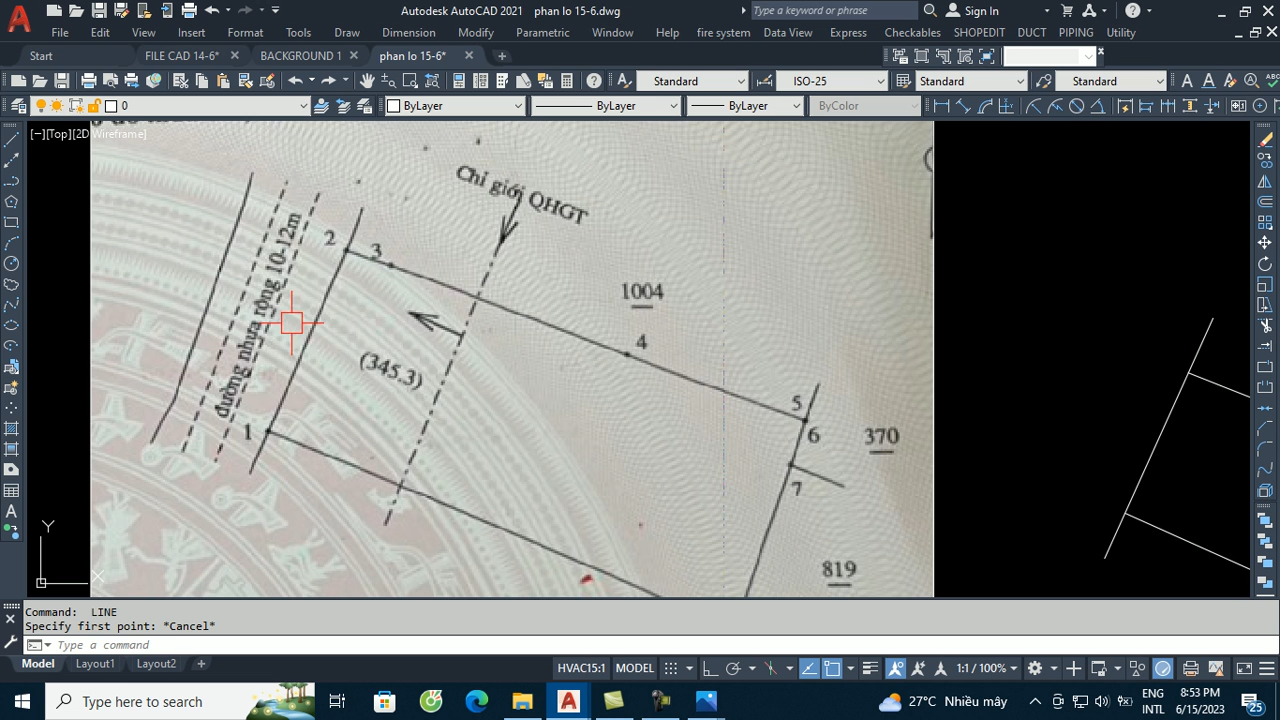 Autodesk AutoCAD 2021 phan lo 15-6.dwg
Type a keyword or phrase
Sign In
File Edit View Insert Format Tools Draw Dimension Modify Parametric Window Help fire system Data View Express Checkables SHOPEDIT DUCT PIPING Utility
Start FILE CAD 14-6* BACKGROUND 1 phan lo 15-6*
Standard ISO-25 Standard Standard
0 ByLayer ByLayer ByLayer ByColor
[−][Top][2D Wireframe]
Chỉ giới QHGT
2
3
đường nhựa rộng 10-12m
1004
4
(345.3)
5
1
6
370
7
819
Y
X
Command: LINE
Specify first point: *Cancel*
Type a command
Model Layout1 Layout2
HVAC15:1 MODEL 1:1 / 100%
Type here to search
27°C Nhiều mây
ENG
INTL
8:53 PM
6/15/2023
25